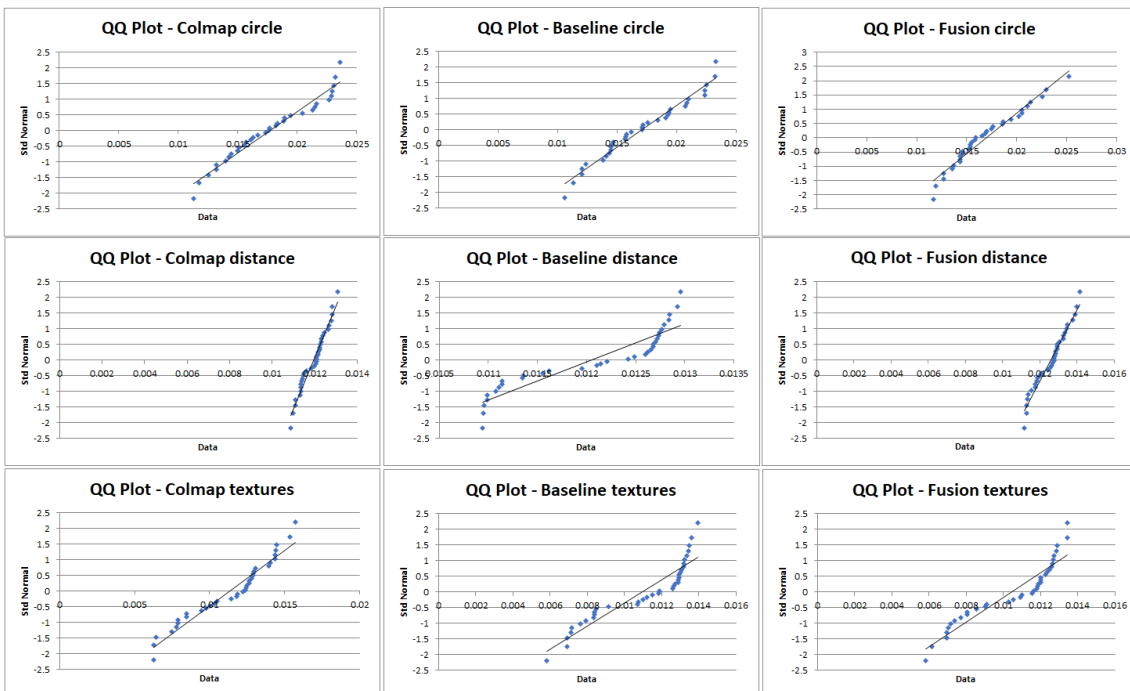 QQ Plot - Colmap circle
2.5
2
1.5
1
0.5
0
-0.5
-1
-1.5
-2
-2.5
0 0.005 0.01 0.015 0.02 0.025
Std Normal
Data
QQ Plot - Baseline circle
2.5
2
1.5
1
0.5
0
-0.5
-1
-1.5
-2
-2.5
0 0.005 0.01 0.015 0.02 0.025
Std Normal
Data
QQ Plot - Fusion circle
3
2.5
2
1.5
1
0.5
0
-0.5
-1
-1.5
-2
-2.5
0 0.005 0.01 0.015 0.02 0.025 0.03
Std Normal
Data
QQ Plot - Colmap distance
2.5
2
1.5
1
0.5
0
-0.5
-1
-1.5
-2
-2.5
0 0.002 0.004 0.006 0.008 0.01 0.012 0.014
Std Normal
Data
QQ Plot - Baseline distance
2.5
2
1.5
1
0.5
0
-0.5
-1
-1.5
-2
-2.5
0.0105 0.011 0.0115 0.012 0.0125 0.013 0.0135
Std Normal
Data
QQ Plot - Fusion distance
2.5
2
1.5
1
0.5
0
-0.5
-1
-1.5
-2
-2.5
0 0.002 0.004 0.006 0.008 0.01 0.012 0.014 0.016
Std Normal
Data
QQ Plot - Colmap textures
2.5
2
1.5
1
0.5
0
-0.5
-1
-1.5
-2
-2.5
0 0.005 0.01 0.015 0.02
Std Normal
Data
QQ Plot - Baseline textures
2.5
2
1.5
1
0.5
0
-0.5
-1
-1.5
-2
-2.5
0 0.002 0.004 0.006 0.008 0.01 0.012 0.014 0.016
Std Normal
Data
QQ Plot - Fusion textures
2.5
2
1.5
1
0.5
0
-0.5
-1
-1.5
-2
-2.5
0 0.002 0.004 0.006 0.008 0.01 0.012 0.014 0.016
Std Normal
Data